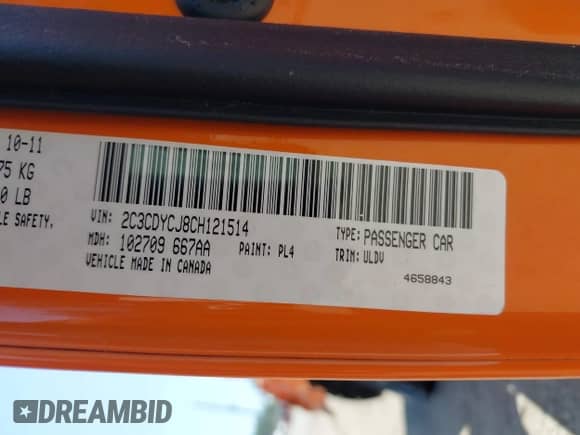 10-11
75 KG
0 LB
LE SAFETY,
VIN: 2C3CDYCJ8CH121514
MDH: 102709 667AA PAINT: PL4
VEHICLE MADE IN CANADA
TYPE: PASSENGER CAR
TRIM: ULDV
4658843
DREAMBID